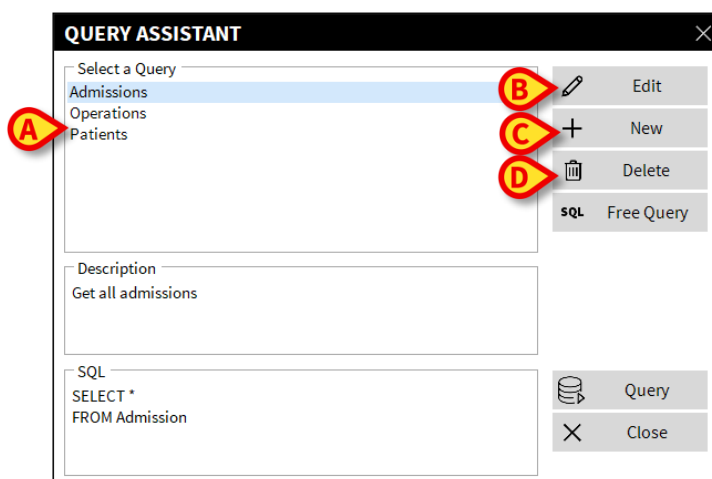 QUERY ASSISTANT
Select a Query
Admissions
Operations
Patients
A
B
Edit
C
New
D
Delete
SQL Free Query
Description
Get all admissions
SQL
SELECT *
FROM Admission
Query
Close